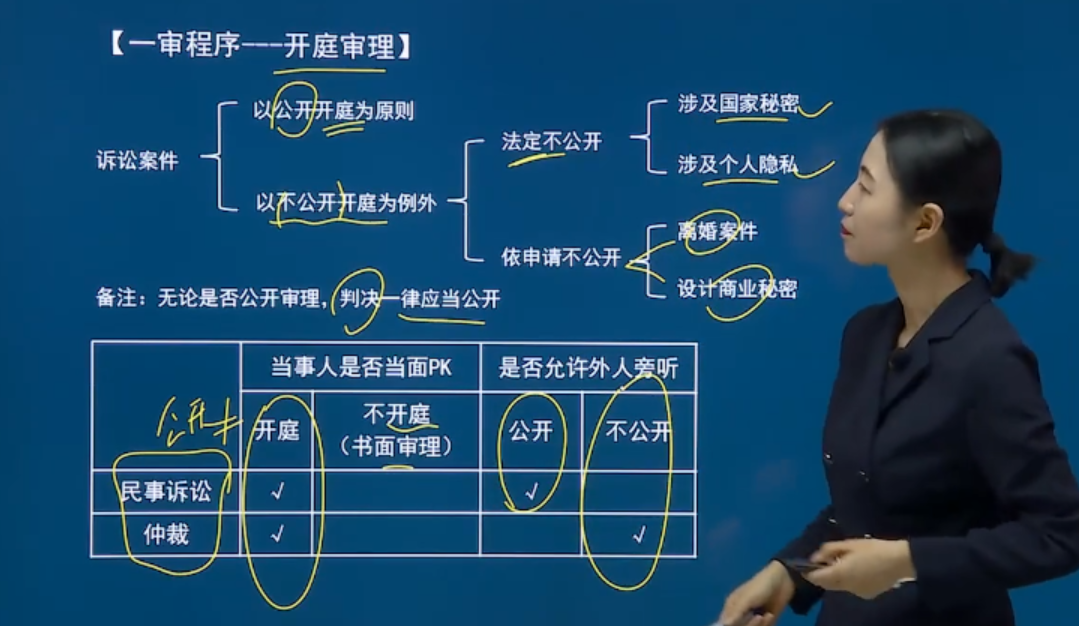 【一审程序---开庭审理】
诉讼案件
以公开开庭为原则
以不公开开庭为例外
法定不公开
涉及国家秘密
涉及个人隐私
依申请不公开
离婚案件
设计商业秘密
备注：无论是否公开审理，判决一律应当公开
当事人是否当面PK
是否允许外人旁听
公开≠
开庭
不开庭
（书面审理）
公开
不公开
民事诉讼 √ √
仲裁 √ √